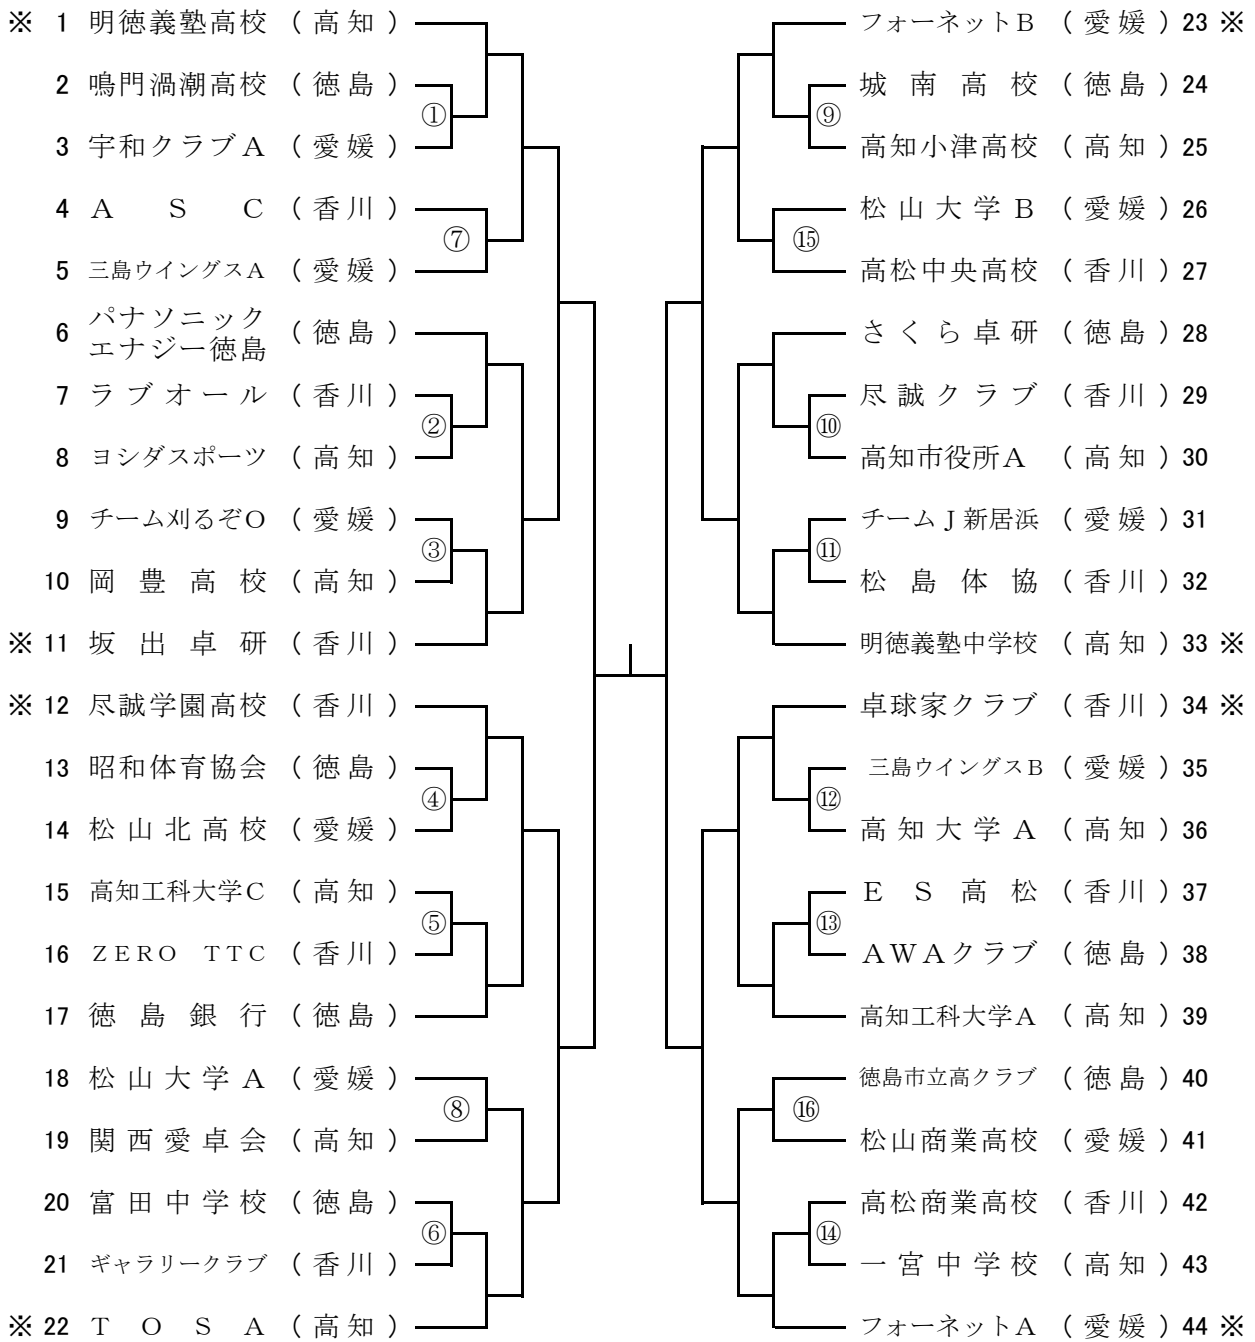 ※ 1 明徳義塾高校 （高知）
2 鳴門渦潮高校 （徳島）
①
3 宇和クラブA （愛媛）
4 A S C （香川）
⑦
5 三島ウイングスA （愛媛）
6 パナソニック
エナジー徳島 （徳島）
7 ラブオール （香川）
②
8 ヨシダスポーツ （高知）
9 チーム刈るぞO （愛媛）
③
10 岡豊高校 （高知）
※ 11 坂出卓研 （香川）
※ 12 尽誠学園高校 （香川）
13 昭和体育協会 （徳島）
④
14 松山北高校 （愛媛）
15 高知工科大学C （高知）
⑤
16 ZERO TTC （香川）
17 徳島銀行 （徳島）
18 松山大学A （愛媛）
⑧
19 関西愛卓会 （高知）
20 富田中学校 （徳島）
⑥
21 ギャラリークラブ （香川）
※ 22 T O S A （高知）
フォーネットB （愛媛） 23 ※
城南高校 （徳島） 24
⑨
高知小津高校 （高知） 25
松山大学B （愛媛） 26
⑮
高松中央高校 （香川） 27
さくら卓研 （徳島） 28
尽誠クラブ （香川） 29
⑩
高知市役所A （高知） 30
チームJ新居浜 （愛媛） 31
⑪
松島体協 （香川） 32
明徳義塾中学校 （高知） 33 ※
卓球家クラブ （香川） 34 ※
三島ウイングスB （愛媛） 35
⑫
高知大学A （高知） 36
E S 高松 （香川） 37
⑬
AWAクラブ （徳島） 38
高知工科大学A （高知） 39
徳島市立高クラブ （徳島） 40
⑯
松山商業高校 （愛媛） 41
高松商業高校 （香川） 42
⑭
一宮中学校 （高知） 43
フォーネットA （愛媛） 44 ※